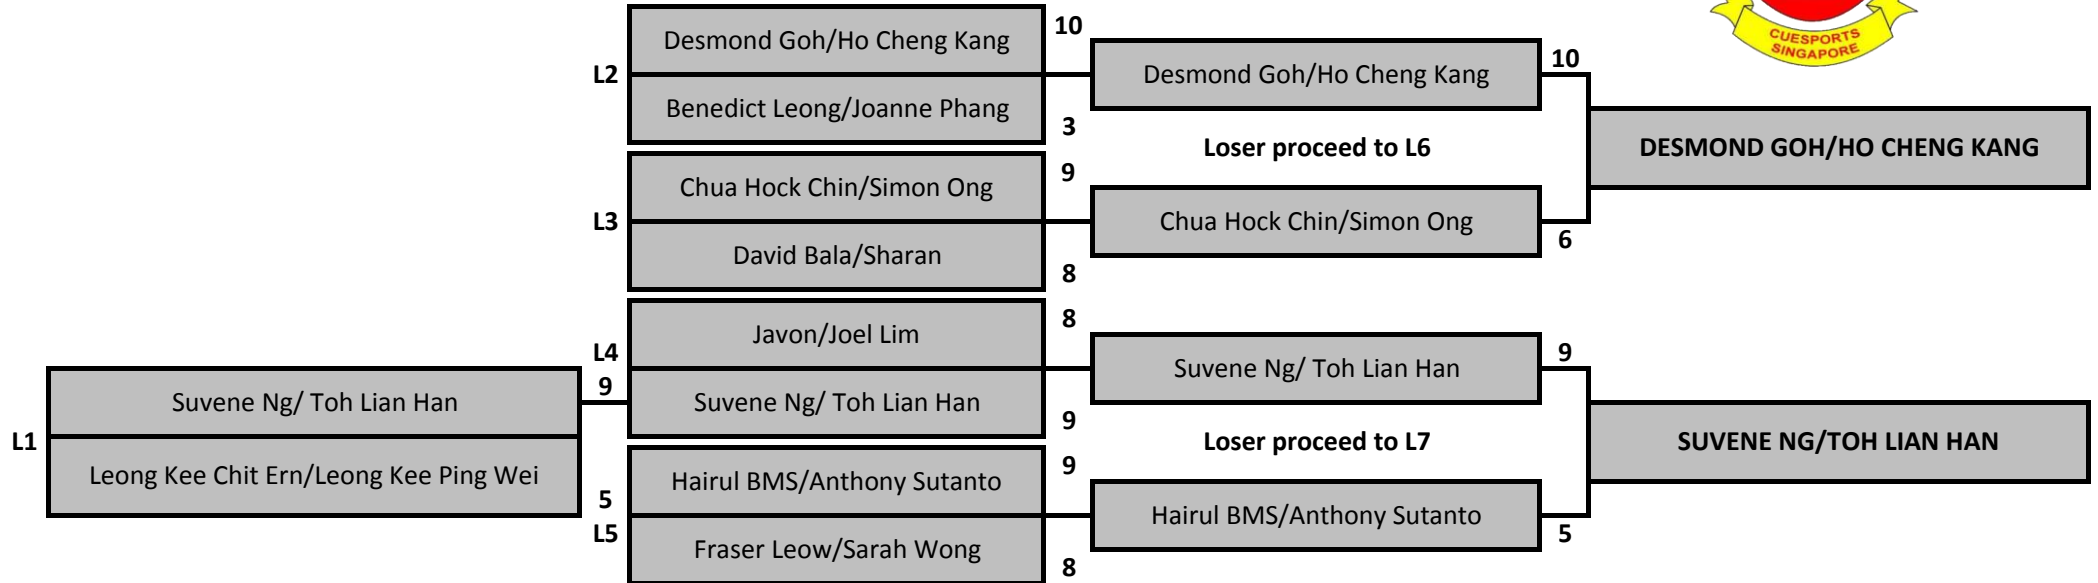 CUESPORTS
SINGAPORE
L2
Desmond Goh/Ho Cheng Kang
10
Benedict Leong/Joanne Phang
3
L3
Chua Hock Chin/Simon Ong
9
David Bala/Sharan
8
L4
Javon/Joel Lim
8
Suvene Ng/ Toh Lian Han
9
L1
Suvene Ng/ Toh Lian Han
9
Leong Kee Chit Ern/Leong Kee Ping Wei
5
L5
Hairul BMS/Anthony Sutanto
9
Fraser Leow/Sarah Wong
8
Desmond Goh/Ho Cheng Kang
10
Loser proceed to L6
Chua Hock Chin/Simon Ong
6
Suvene Ng/ Toh Lian Han
9
Loser proceed to L7
Hairul BMS/Anthony Sutanto
5
DESMOND GOH/HO CHENG KANG
SUVENE NG/TOH LIAN HAN